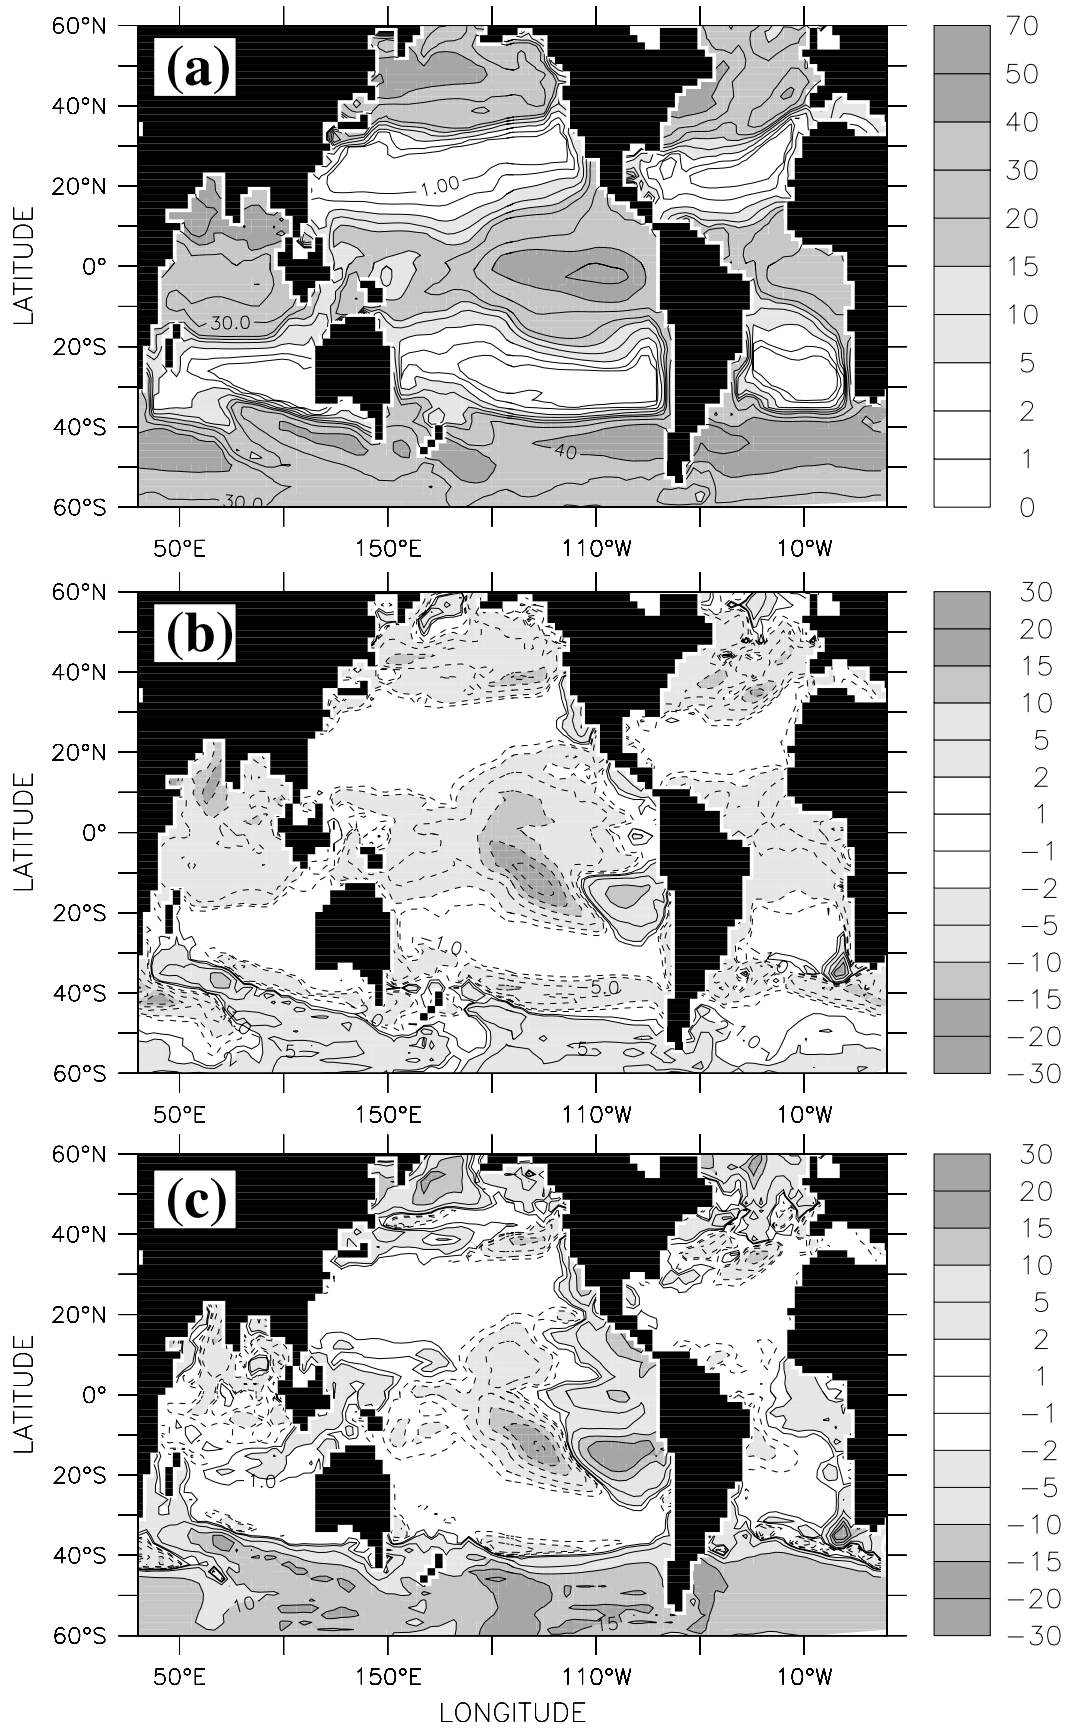 (a)
60°N
40°N
20°N
0°
20°S
40°S
60°S
LATITUDE
1.00
30.0
40
30.0
50°E
150°E
110°W
10°W
70
50
40
30
20
15
10
5
2
1
0
(b)
60°N
40°N
20°N
0°
20°S
40°S
60°S
LATITUDE
-1.0
-5.0
1.0
5
5
50°E
150°E
110°W
10°W
30
20
15
10
5
2
1
-1
-2
-5
-10
-15
-20
-30
(c)
60°N
40°N
20°N
0°
20°S
40°S
60°S
LATITUDE
1.0
10
15
50°E
150°E
110°W
10°W
LONGITUDE
30
20
15
10
5
2
1
-1
-2
-5
-10
-15
-20
-30